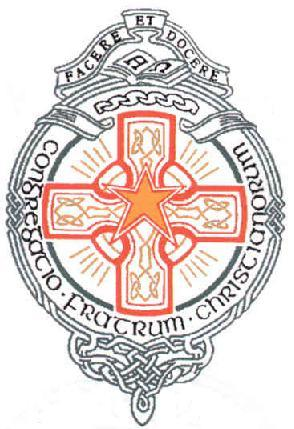 FACERE ET DOCERE
CONGREGATIO · FRATRUM · CHRISTIANORUM